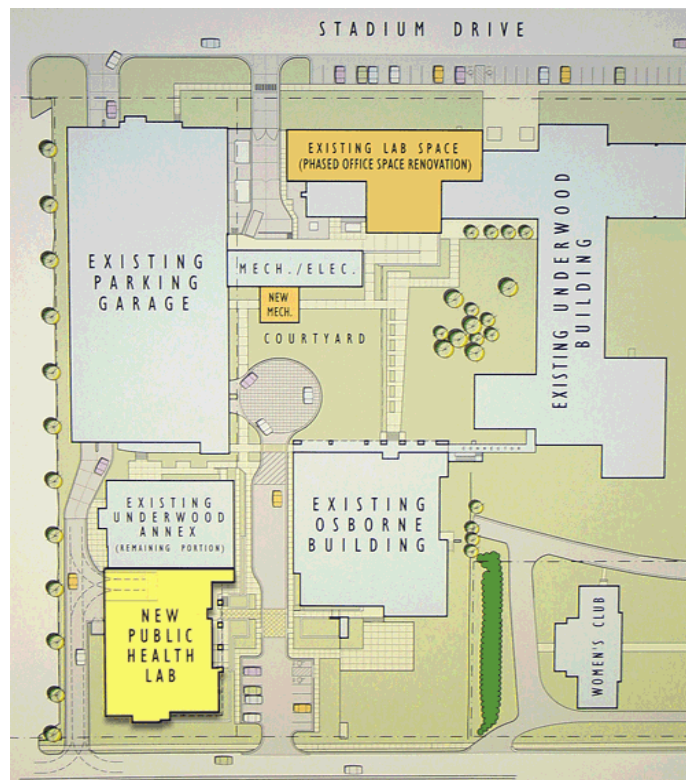 STADIUM DRIVE
EXISTING LAB SPACE
(PHASED OFFICE SPACE RENOVATION)
EXISTING
PARKING
GARAGE
MECH./ELEC.
NEW
MECH.
COURTYARD
EXISTING UNDERWOOD
BUILDING
CONNECTOR
EXISTING
UNDERWOOD
ANNEX
(REMAINING PORTION)
EXISTING
OSBORNE
BUILDING
NEW
PUBLIC
HEALTH
LAB
WOMEN'S CLUB